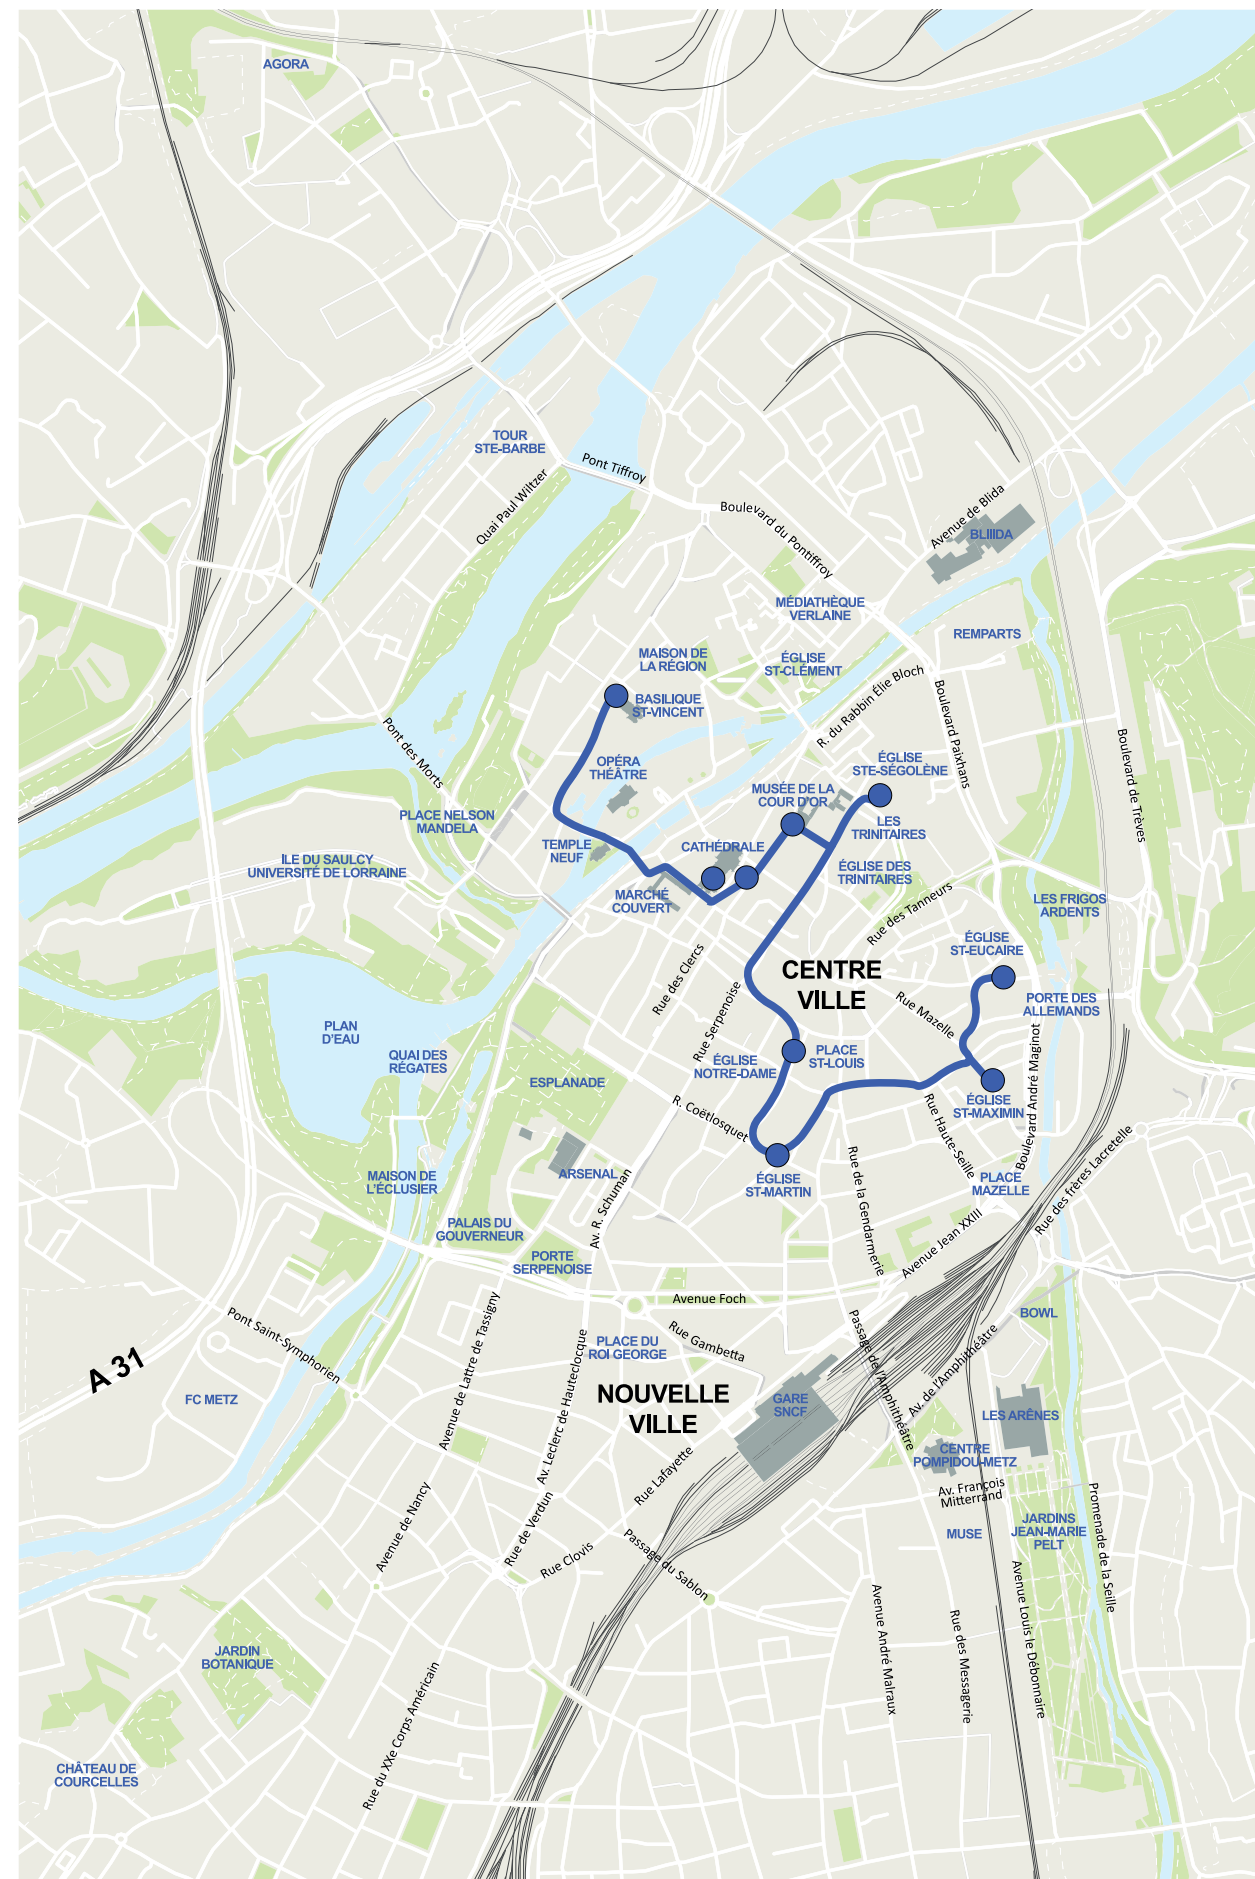 AGORA
TOUR
STE-BARBE
Pont Tiffroy
Quai Paul Wiltzer
Boulevard du Pontiffroy
Avenue de Blida
BLIIIDA
MÉDIATHÈQUE
VERLAINE
REMPARTS
MAISON DE
LA RÉGION
ÉGLISE
ST-CLÉMENT
R. du Rabbin Élie Bloch
BASILIQUE
ST-VINCENT
Boulevard Paixhans
Pont des Morts
Boulevard de Trèves
OPÉRA
THÉÂTRE
ÉGLISE
STE-SÉGOLÈNE
MUSÉE DE LA
COUR D'OR
PLACE NELSON
MANDELA
LES
TRINITAIRES
TEMPLE
NEUF
CATHÉDRALE
ILE DU SAULCY
UNIVERSITÉ DE LORRAINE
ÉGLISE DES
TRINITAIRES
MARCHÉ
COUVERT
Rue des Tanneurs
LES FRIGOS
ARDENTS
ÉGLISE
ST-EUCAIRE
Rue des Clercs
CENTRE
VILLE
Rue Serpenoise
Rue Mazelle
PORTE DES
ALLEMANDS
PLAN
D'EAU
QUAI DES
RÉGATES
ÉGLISE
NOTRE-DAME
PLACE
ST-LOUIS
ESPLANADE
Boulevard André Maginot
R. Coëtlosquet
ÉGLISE
ST-MAXIMIN
Rue Haute-Seille
MAISON DE
L'ÉCLUSIER
ARSENAL
ÉGLISE
ST-MARTIN
Rue de la Gendarmerie
PLACE
MAZELLE
Rue des frères Lacretelle
Av. R. Schuman
PALAIS DU
GOUVERNEUR
PORTE
SERPENOISE
Avenue Jean XXIII
Avenue Foch
Pont Saint-Symphorien
Avenue de Lattre de Tassigny
Av. Leclerc de Hauteclocque
PLACE DU
ROI GEORGE
Rue Gambetta
Passage de l'Amphithéâtre
Av. de l'Amphithéâtre
BOWL
A 31
FC METZ
NOUVELLE
VILLE
GARE
SNCF
LES ARÈNES
CENTRE
POMPIDOU-METZ
Rue Lafayette
Av. François
Mitterrand
Avenue de Nancy
Rue de Verdun
Rue Clovis
Passage du Sablon
MUSE
JARDINS
JEAN-MARIE
PELT
Promenade de la Seille
Avenue André Malraux
Rue des Messagerie
Avenue Louis le Débonnaire
JARDIN
BOTANIQUE
Rue du XXe Corps Américain
CHÂTEAU DE
COURCELLES